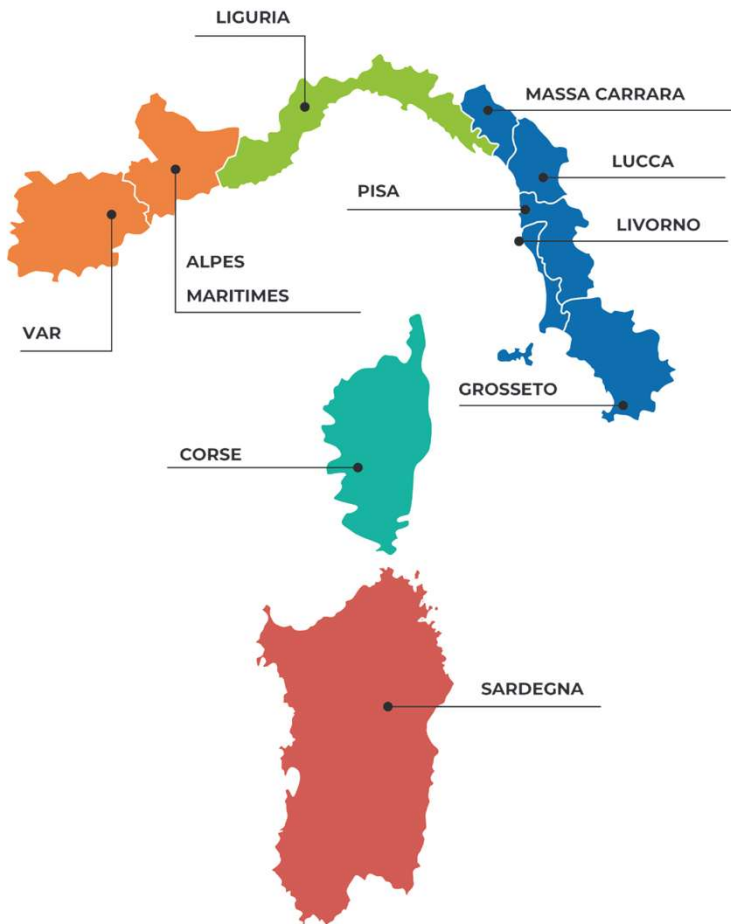 LIGURIA
MASSA CARRARA
LUCCA
PISA
LIVORNO
ALPES
MARITIMES
VAR
GROSSETO
CORSE
SARDEGNA